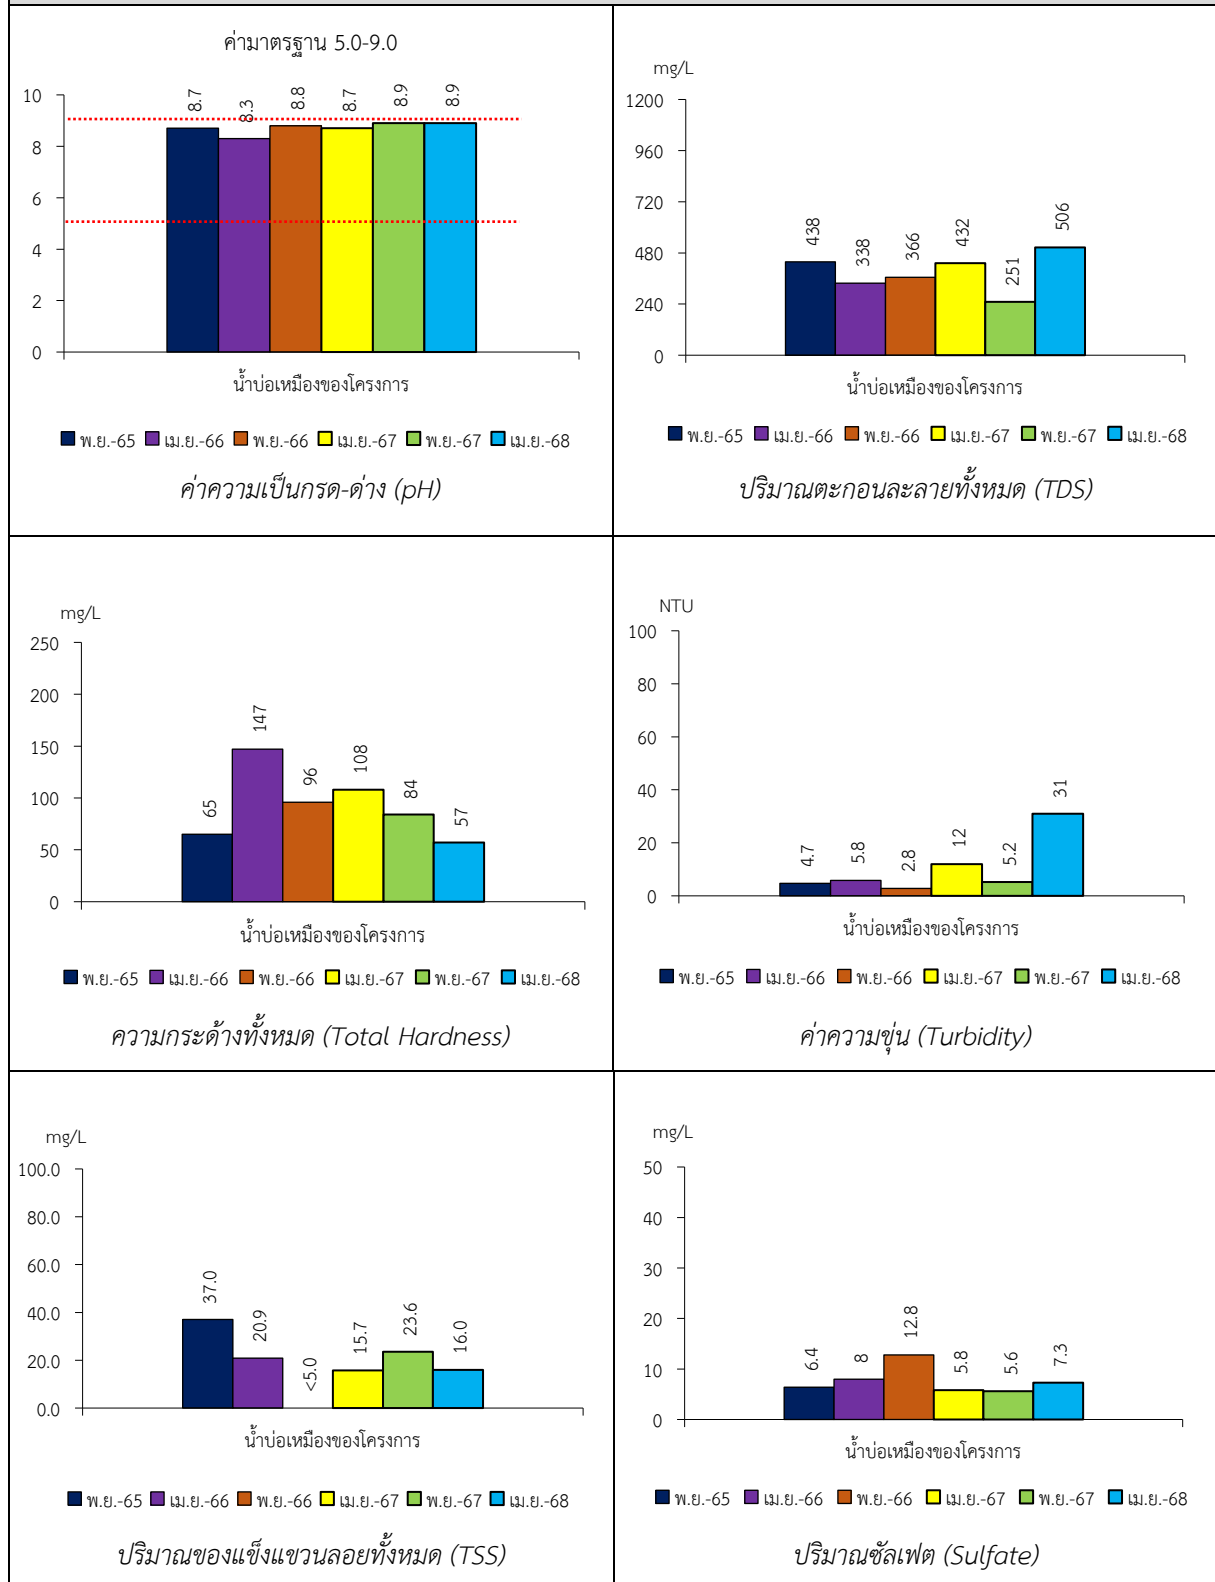 ค่ามาตรฐาน 5.0-9.0
8.7 8.3 8.8 8.7 8.9 8.9
10
8
6
4
2
0
น้ำบ่อเหมืองของโครงการ
พ.ย.-65 เม.ย.-66 พ.ย.-66 เม.ย.-67 พ.ย.-67 เม.ย.-68
ค่าความเป็นกรด-ด่าง (pH)
mg/L
1200
960
720
480
240
0
438 338 366 432 251 506
น้ำบ่อเหมืองของโครงการ
พ.ย.-65 เม.ย.-66 พ.ย.-66 เม.ย.-67 พ.ย.-67 เม.ย.-68
ปริมาณตะกอนละลายทั้งหมด (TDS)
mg/L
250
200
150
100
50
0
65 147 96 108 84 57
น้ำบ่อเหมืองของโครงการ
พ.ย.-65 เม.ย.-66 พ.ย.-66 เม.ย.-67 พ.ย.-67 เม.ย.-68
ความกระด้างทั้งหมด (Total Hardness)
NTU
100
80
60
40
20
0
4.7 5.8 2.8 12 5.2 31
น้ำบ่อเหมืองของโครงการ
พ.ย.-65 เม.ย.-66 พ.ย.-66 เม.ย.-67 พ.ย.-67 เม.ย.-68
ค่าความขุ่น (Turbidity)
mg/L
100.0
80.0
60.0
40.0
20.0
0.0
37.0 20.9 <5.0 15.7 23.6 16.0
น้ำบ่อเหมืองของโครงการ
พ.ย.-65 เม.ย.-66 พ.ย.-66 เม.ย.-67 พ.ย.-67 เม.ย.-68
ปริมาณของแข็งแขวนลอยทั้งหมด (TSS)
mg/L
50
40
30
20
10
0
6.4 8 12.8 5.8 5.6 7.3
น้ำบ่อเหมืองของโครงการ
พ.ย.-65 เม.ย.-66 พ.ย.-66 เม.ย.-67 พ.ย.-67 เม.ย.-68
ปริมาณซัลเฟต (Sulfate)